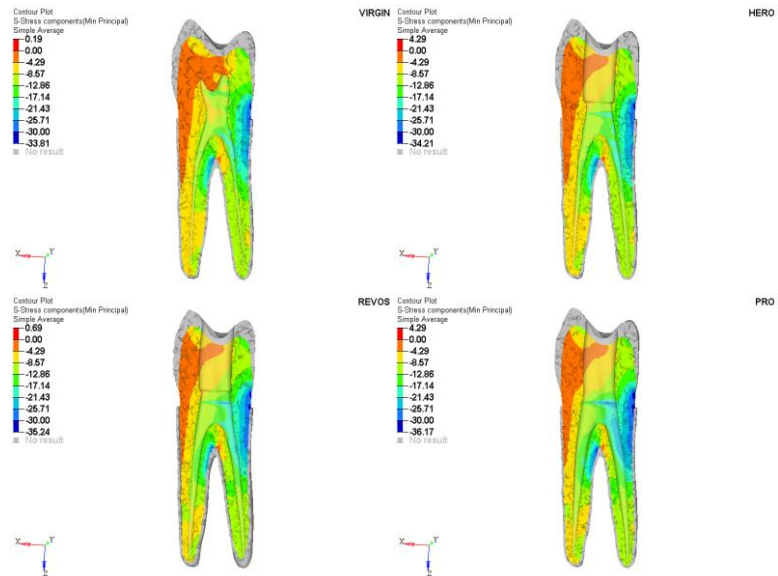 Contour Plot
S-Stress components(Min Principal)
Simple Average
0.19
0.00
-4.29
-8.57
-12.86
-17.14
-21.43
-25.71
-30.00
-33.81
No result
VIRGIN
X
Y
Z
Contour Plot
S-Stress components(Min Principal)
Simple Average
4.29
0.00
-4.29
-8.57
-12.86
-17.14
-21.43
-25.71
-30.00
-34.21
No result
HERO
X
Y
Z
Contour Plot
S-Stress components(Min Principal)
Simple Average
0.69
0.00
-4.29
-8.57
-12.86
-17.14
-21.43
-25.71
-30.00
-35.24
No result
REVOS
X
Y
Z
Contour Plot
S-Stress components(Min Principal)
Simple Average
4.29
0.00
-4.29
-8.57
-12.86
-17.14
-21.43
-25.71
-30.00
-36.17
No result
PRO
X
Y
Z